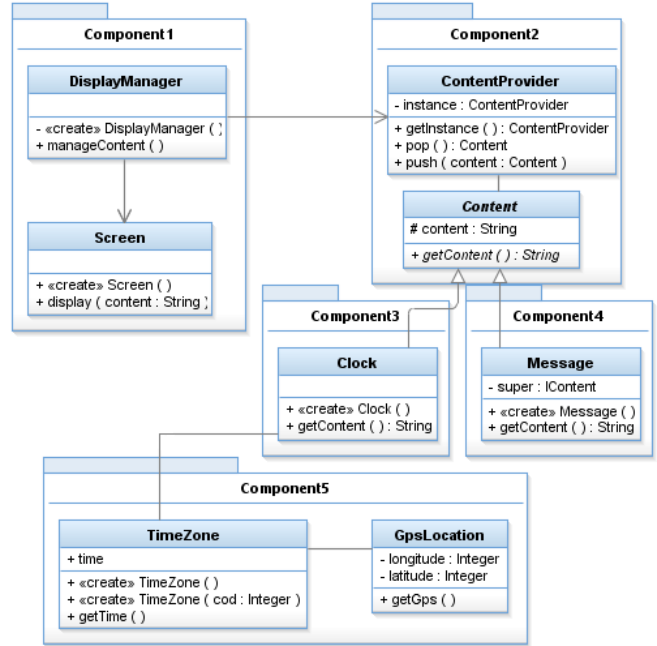 Component1
DisplayManager
- «create» DisplayManager ( )
+ manageContent ( )
Screen
+ «create» Screen ( )
+ display ( content : String )
Component2
ContentProvider
- instance : ContentProvider
+ getInstance ( ) : ContentProvider
+ pop ( ) : Content
+ push ( content : Content )
Content
# content : String
+ getContent ( ) : String
Component3
Clock
+ «create» Clock ( )
+ getContent ( ) : String
Component4
Message
- super : IContent
+ «create» Message ( )
+ getContent ( ) : String
Component5
TimeZone
+ time
+ «create» TimeZone ( )
+ «create» TimeZone ( cod : Integer )
+ getTime ( )
GpsLocation
- longitude : Integer
- latitude : Integer
+ getGps ( )